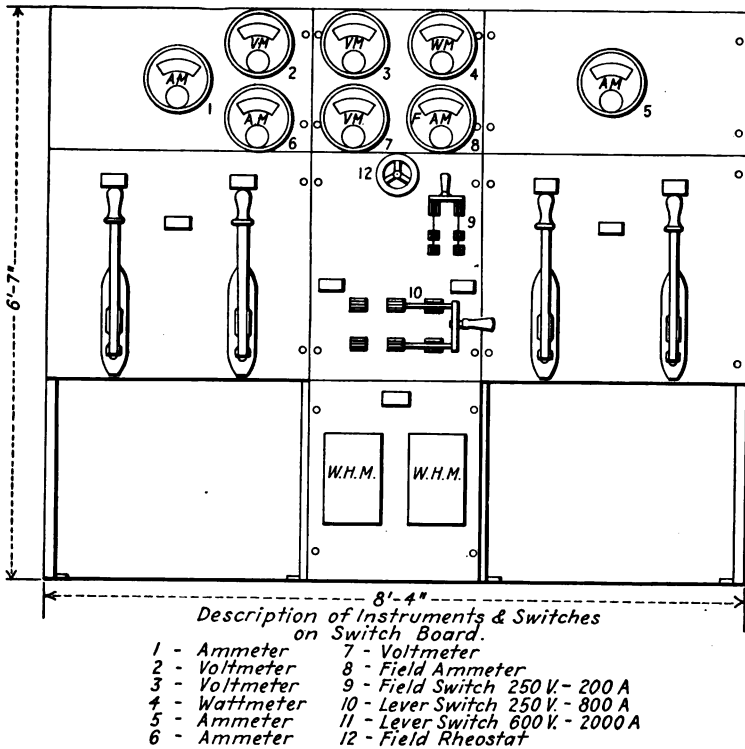 VM
VM
WM
AM
AM
1
2
3
4
5
A.M
VM.
F AM
6
7
8
12
9
10
6'-7"
W.H.M.
W.H.M.
8'-4"
Description of Instruments & Switches
on Switch Board.
1 - Ammeter 7 - Voltmeter
2 - Voltmeter 8 - Field Ammeter
3 - Voltmeter 9 - Field Switch 250 V. - 200 A
4 - Wattmeter 10 - Lever Switch 250 V. - 800 A
5 - Ammeter 11 - Lever Switch 600 V. - 2000 A
6 - Ammeter 12 - Field Rheostat